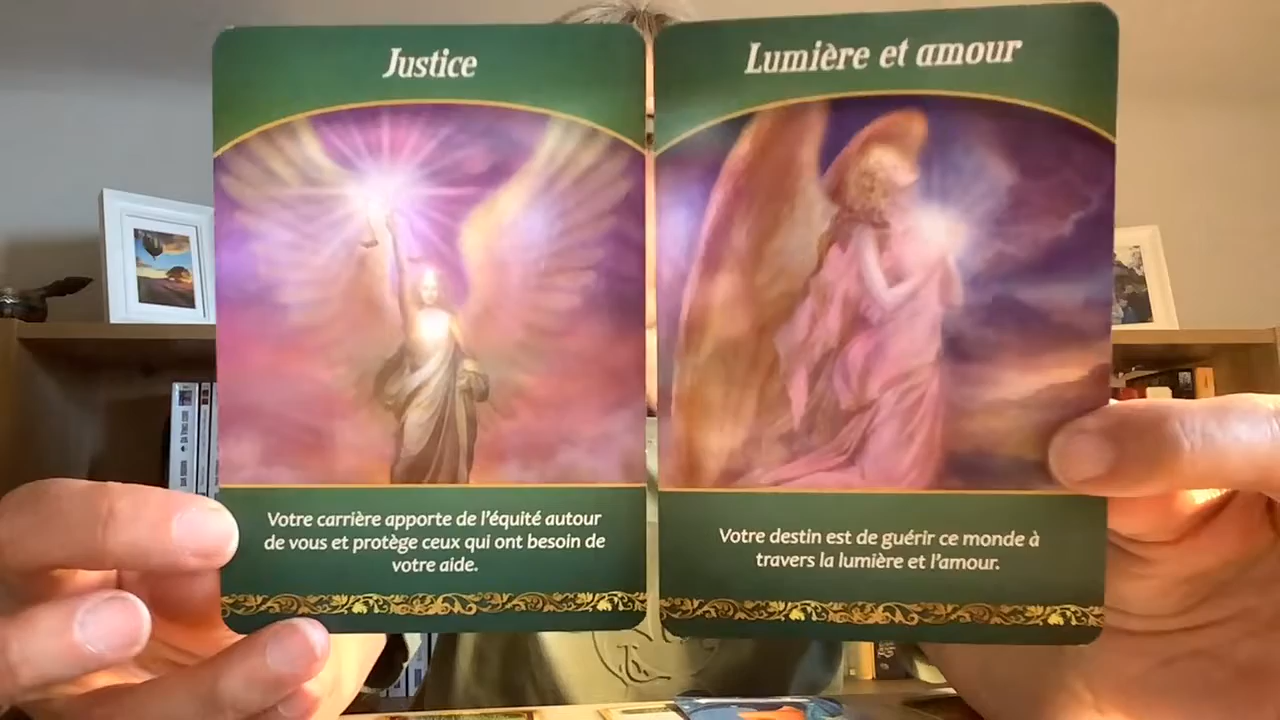 Justice
Votre carrière apporte de l'équité autour
de vous et protège ceux qui ont besoin de
votre aide.
Lumière et amour
Votre destin est de guérir ce monde à
travers la lumière et l'amour.